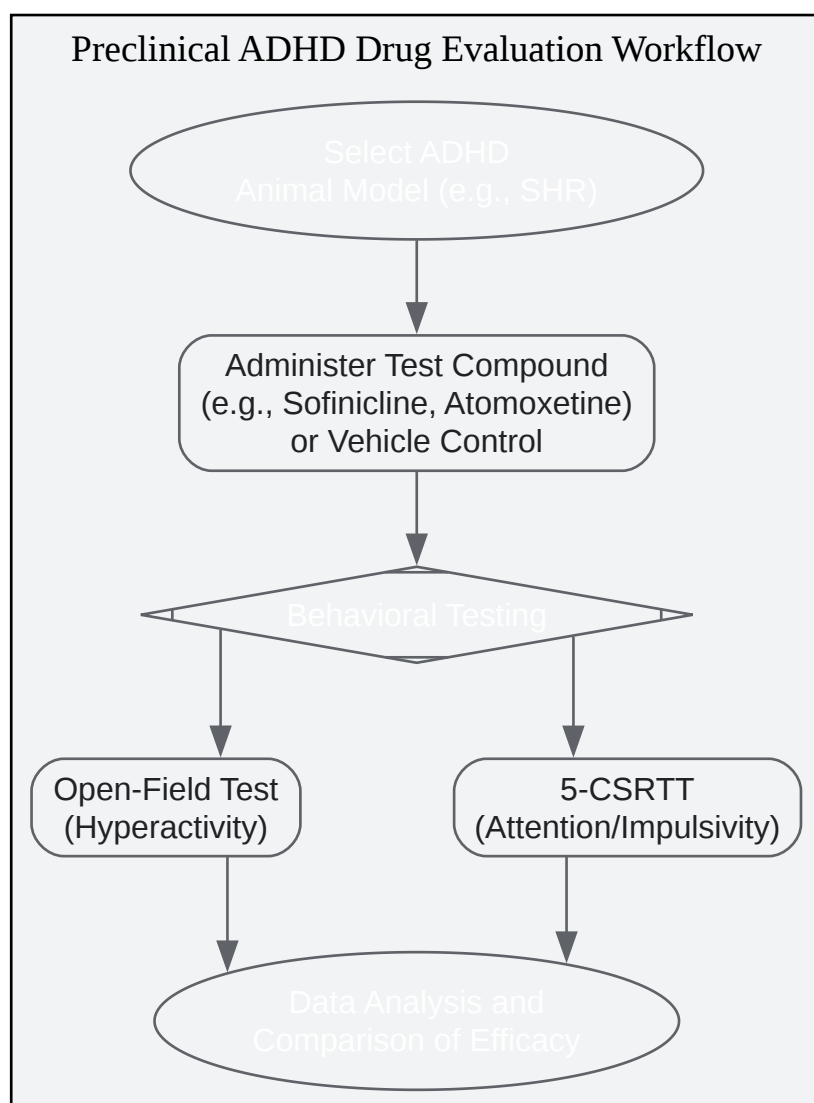 Preclinical ADHD Drug Evaluation Workflow
Select ADHD
Animal Model (e.g., SHR)
Administer Test Compound
(e.g., Sofinicline, Atomoxetine)
or Vehicle Control
Behavioral Testing
Open-Field Test
(Hyperactivity)
5-CSRTT
(Attention/Impulsivity)
Data Analysis and
Comparison of Efficacy